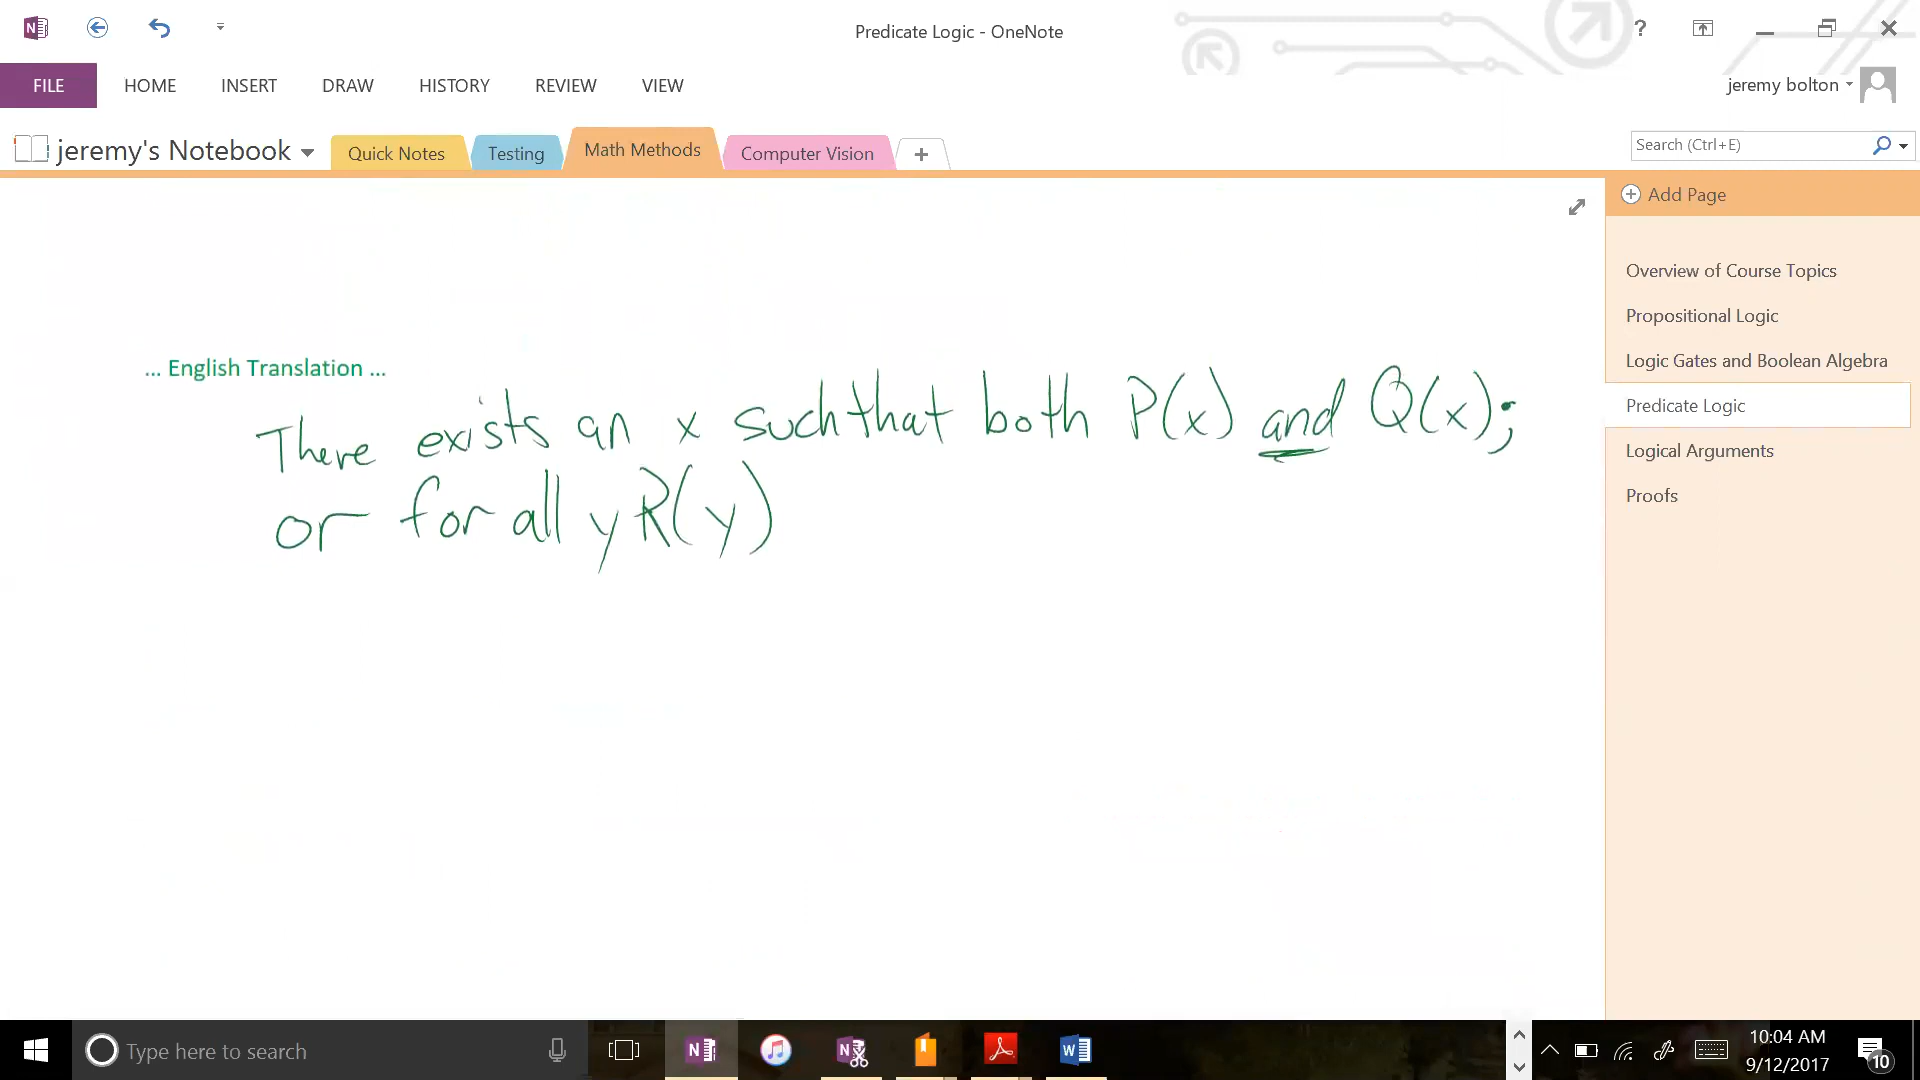 Predicate Logic - OneNote
?
FILE HOME INSERT DRAW HISTORY REVIEW VIEW
jeremy bolton
jeremy's Notebook Quick Notes Testing Math Methods Computer Vision +
Search (Ctrl+E)
Add Page
Overview of Course Topics
Propositional Logic
Logic Gates and Boolean Algebra
Predicate Logic
Logical Arguments
Proofs
... English Translation ...
There exists an x such that both P(x) and Q(x);
or for all y R(y)
Type here to search
10:04 AM
9/12/2017
10